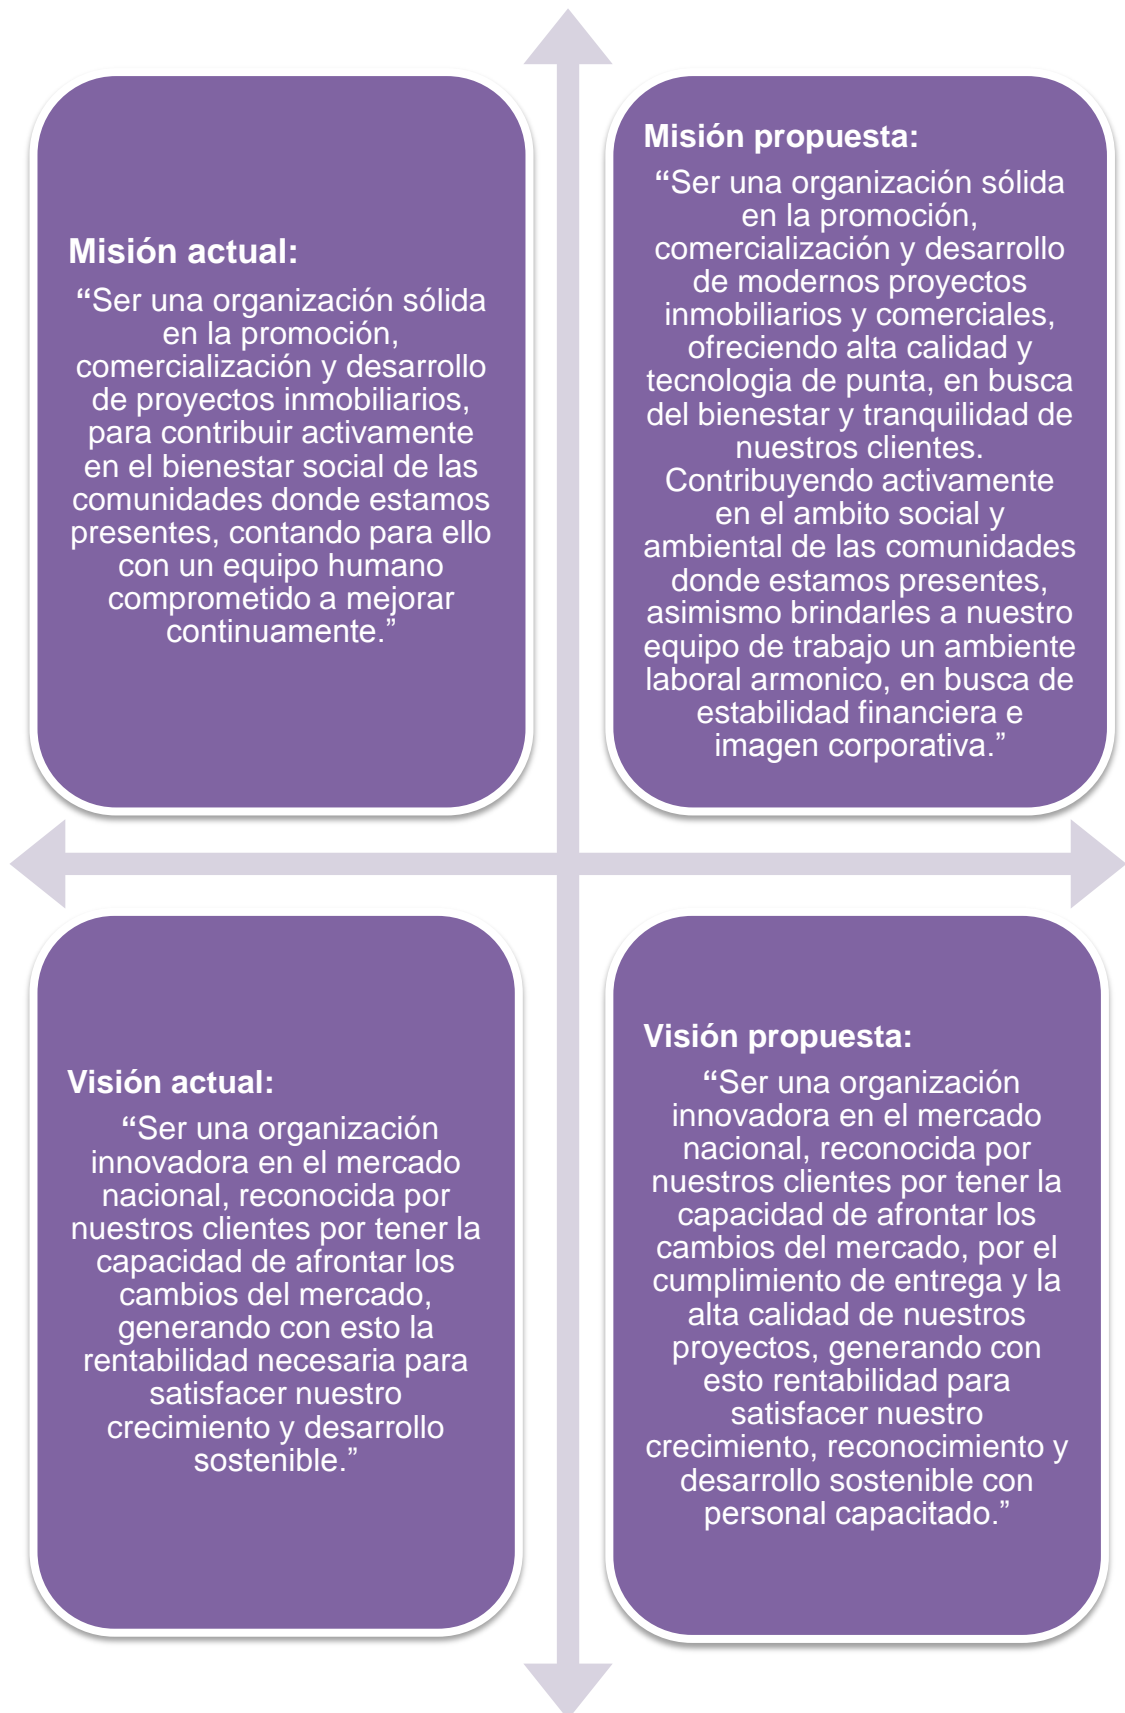 Misión actual:
“Ser una organización sólida
en la promoción,
comercialización y desarrollo
de proyectos inmobiliarios,
para contribuir activamente
en el bienestar social de las
comunidades donde estamos
presentes, contando para ello
con un equipo humano
comprometido a mejorar
continuamente.”
Misión propuesta:
“Ser una organización sólida
en la promoción,
comercialización y desarrollo
de modernos proyectos
inmobiliarios y comerciales,
ofreciendo alta calidad y
tecnologia de punta, en busca
del bienestar y tranquilidad de
nuestros clientes.
Contribuyendo activamente
en el ambito social y
ambiental de las comunidades
donde estamos presentes,
asimismo brindarles a nuestro
equipo de trabajo un ambiente
laboral armonico, en busca de
estabilidad financiera e
imagen corporativa.”
Visión actual:
“Ser una organización
innovadora en el mercado
nacional, reconocida por
nuestros clientes por tener la
capacidad de afrontar los
cambios del mercado,
generando con esto la
rentabilidad necesaria para
satisfacer nuestro
crecimiento y desarrollo
sostenible.”
Visión propuesta:
“Ser una organización
innovadora en el mercado
nacional, reconocida por
nuestros clientes por tener la
capacidad de afrontar los
cambios del mercado, por el
cumplimiento de entrega y la
alta calidad de nuestros
proyectos, generando con
esto rentabilidad para
satisfacer nuestro
crecimiento, reconocimiento y
desarrollo sostenible con
personal capacitado.”